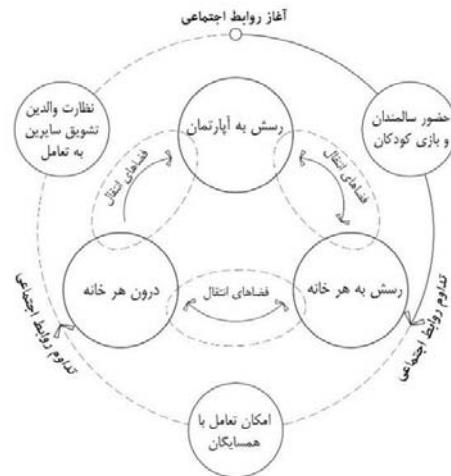 آغاز روابط اجتماعی
نظارت والدین
تشویق سایرین
به تعامل
رسش به آپارتمان
حضور سالمندان
و بازی کودکان
فضاهای انتقال
فضاهای انتقال
درون هر خانه
فضاهای انتقال
رسش به هر خانه
تداوم روابط اجتماعی
تداوم روابط اجتماعی
امکان تعامل با
همسایگان